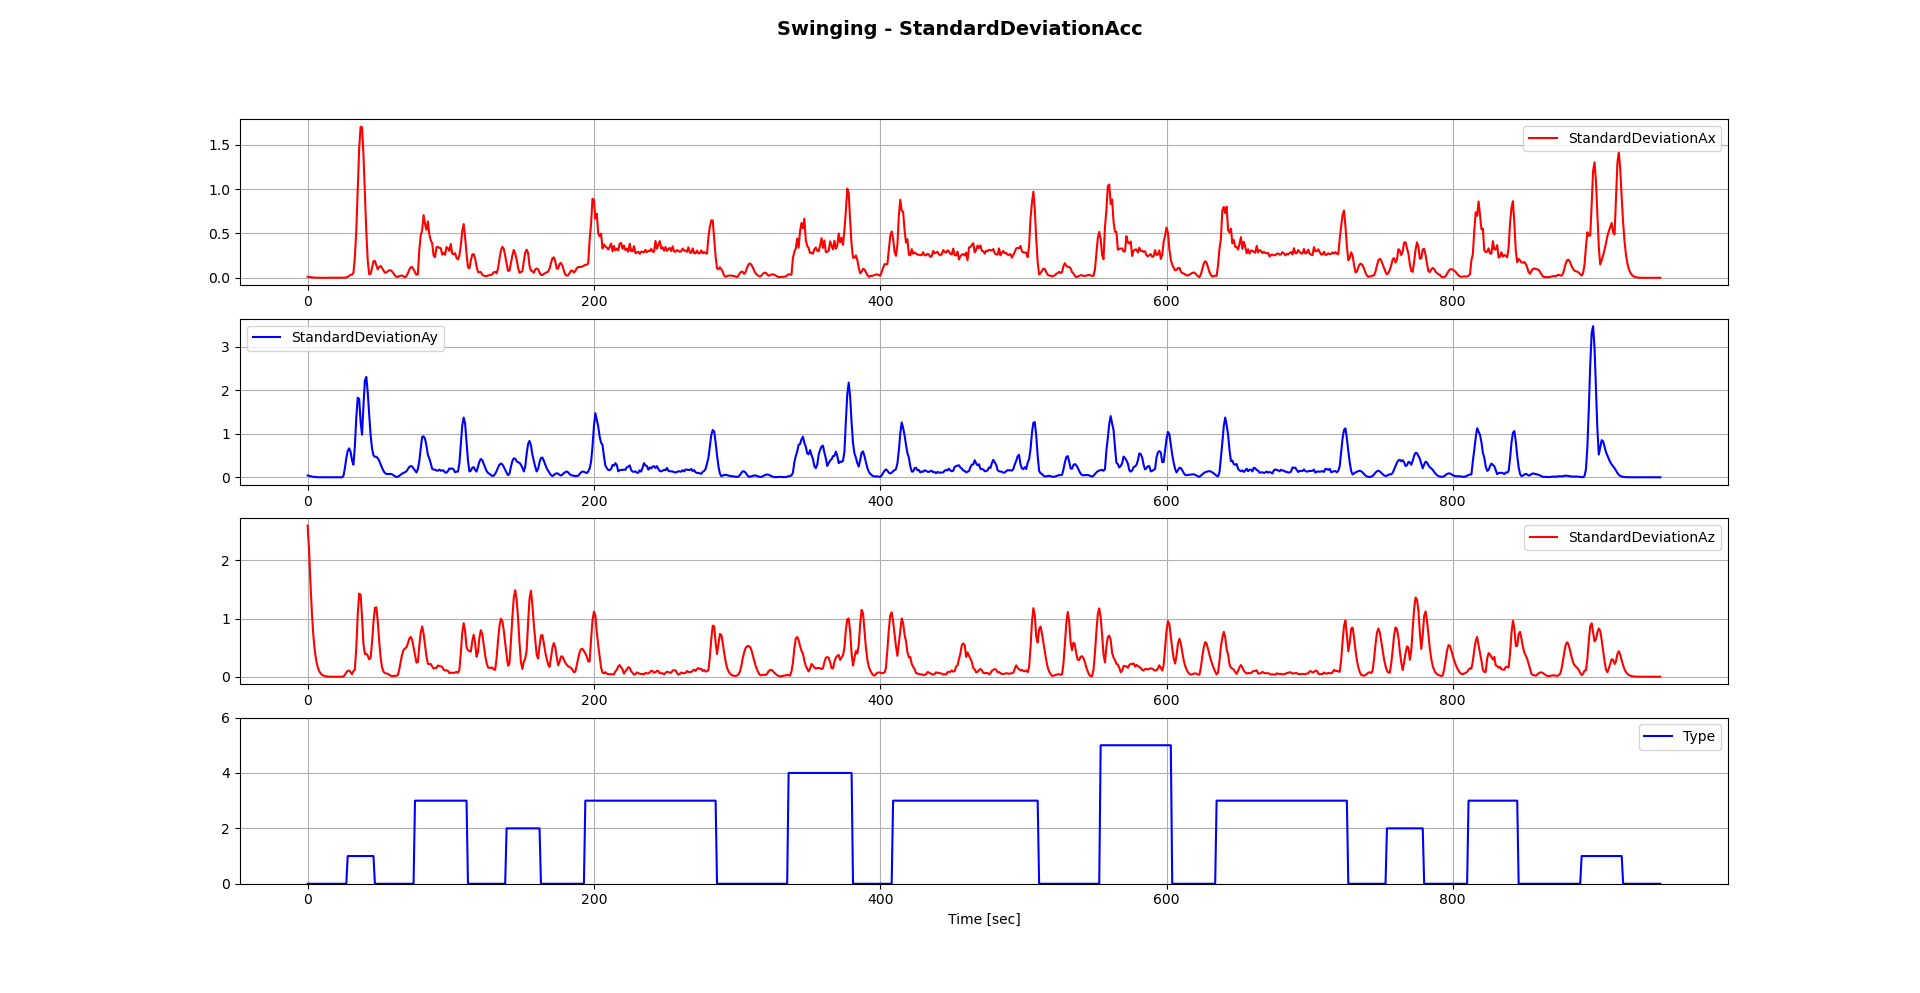 Swinging - StandardDeviationAcc
StandardDeviationAx
1.5
1.0
0.5
0.0
0 200 400 600 800
StandardDeviationAy
3
2
1
0
0 200 400 600 800
StandardDeviationAz
2
1
0
0 200 400 600 800
Type
6
4
2
0
0 200 400 600 800
Time [sec]